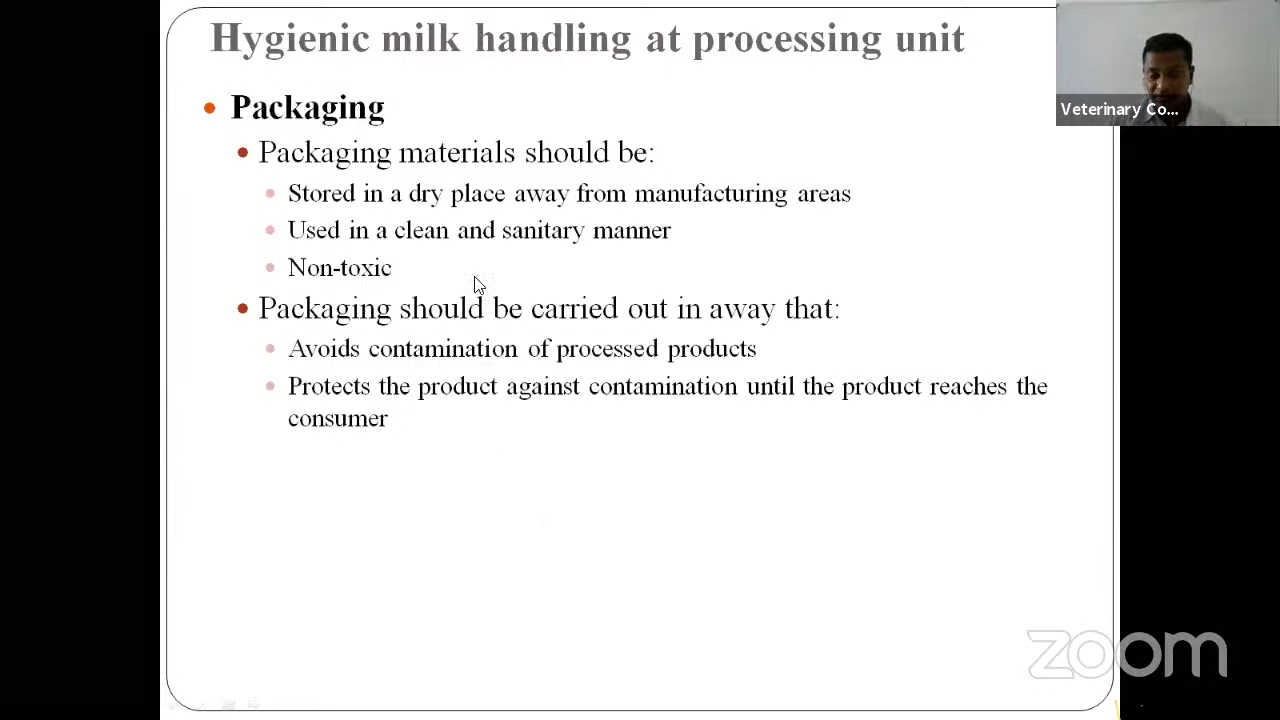 Hygienic milk handling at processing unit
Packaging
Packaging materials should be:
Stored in a dry place away from manufacturing areas
Used in a clean and sanitary manner
Non-toxic
Packaging should be carried out in away that:
Avoids contamination of processed products
Protects the product against contamination until the product reaches the
consumer
Veterinary Co...
zoom